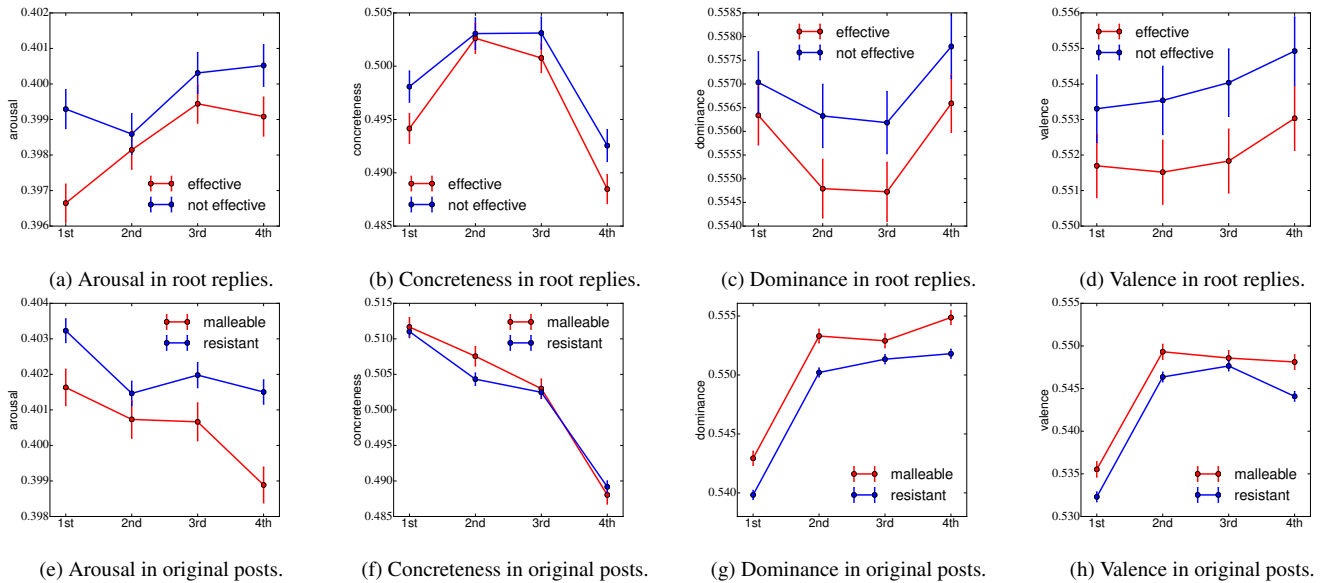 0.402
0.401
0.400
0.399
0.398
0.397
0.396
arousal
effective
not effective
1st 2nd 3rd 4th
(a) Arousal in root replies.
0.505
0.500
0.495
0.490
0.485
concreteness
effective
not effective
1st 2nd 3rd 4th
(b) Concreteness in root replies.
0.5585
0.5580
0.5575
0.5570
0.5565
0.5560
0.5555
0.5550
0.5545
0.5540
dominance
effective
not effective
1st 2nd 3rd 4th
(c) Dominance in root replies.
0.556
0.555
0.554
0.553
0.552
0.551
0.550
valence
effective
not effective
1st 2nd 3rd 4th
(d) Valence in root replies.
0.404
0.403
0.402
0.401
0.400
0.399
0.398
arousal
malleable
resistant
1st 2nd 3rd 4th
(e) Arousal in original posts.
0.515
0.510
0.505
0.500
0.495
0.490
0.485
concreteness
malleable
resistant
1st 2nd 3rd 4th
(f) Concreteness in original posts.
0.555
0.550
0.545
0.540
dominance
malleable
resistant
1st 2nd 3rd 4th
(g) Dominance in original posts.
0.555
0.550
0.545
0.540
0.535
0.530
valence
malleable
resistant
1st 2nd 3rd 4th
(h) Valence in original posts.